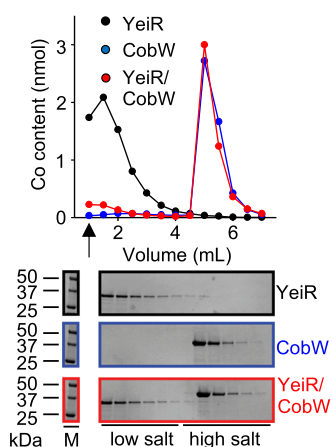 Co content (nmol)
3
2
1
0
YeiR
CobW
YeiR/
CobW
2
4
6
Volume (mL)
50
37
25
YeiR
50
37
25
CobW
50
37
25
YeiR/
CobW
kDa
M
low salt
high salt